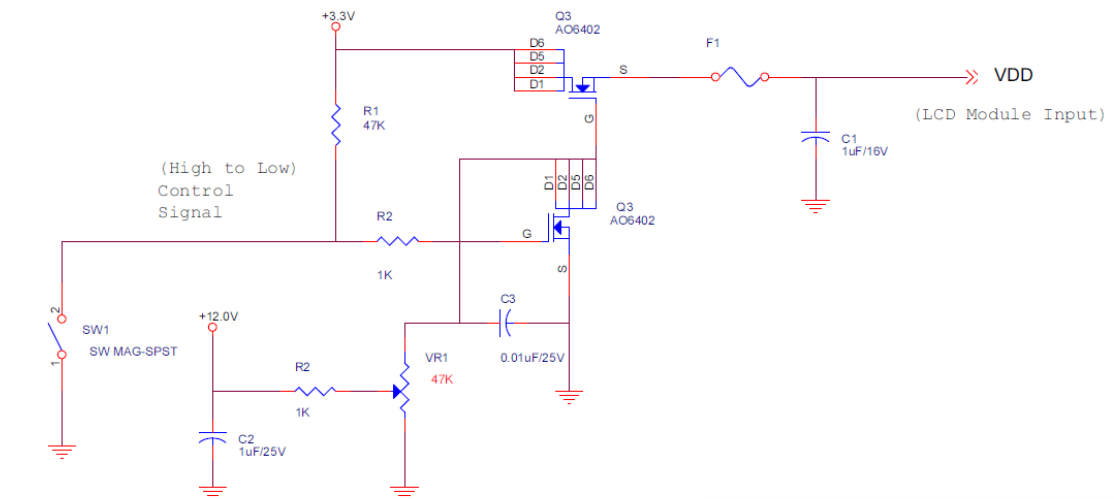 +3.3V
Q3
AO6402
D6
D5
D2
D1
S
G
F1
VDD
(LCD Module Input)
R1
47K
C1
1uF/16V
(High to Low)
Control
Signal
D1
D2
D5
D6
Q3
AO6402
R2
1K
G
S
2
1
SW1
SW MAG-SPST
+12.0V
C3
0.01uF/25V
R2
1K
VR1
47K
C2
1uF/25V